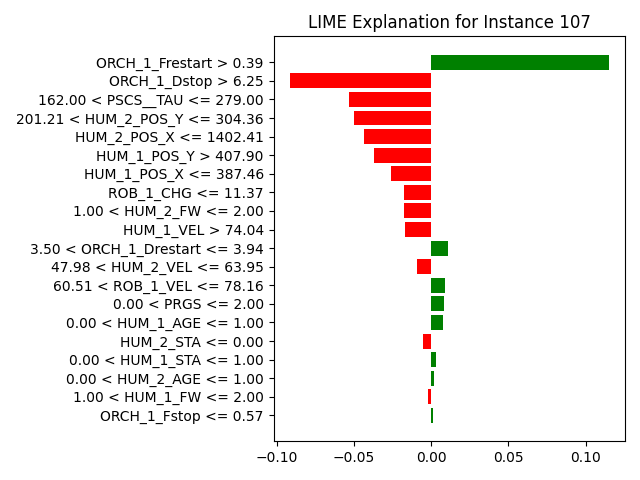 LIME Explanation for Instance 107
ORCH_1_Frestart > 0.39
ORCH_1_Dstop > 6.25
162.00 < PSCS__TAU <= 279.00
201.21 < HUM_2_POS_Y <= 304.36
HUM_2_POS_X <= 1402.41
HUM_1_POS_Y > 407.90
HUM_1_POS_X <= 387.46
ROB_1_CHG <= 11.37
1.00 < HUM_2_FW <= 2.00
HUM_1_VEL > 74.04
3.50 < ORCH_1_Drestart <= 3.94
47.98 < HUM_2_VEL <= 63.95
60.51 < ROB_1_VEL <= 78.16
0.00 < PRGS <= 2.00
0.00 < HUM_1_AGE <= 1.00
HUM_2_STA <= 0.00
0.00 < HUM_1_STA <= 1.00
0.00 < HUM_2_AGE <= 1.00
1.00 < HUM_1_FW <= 2.00
ORCH_1_Fstop <= 0.57
−0.10 −0.05 0.00 0.05 0.10